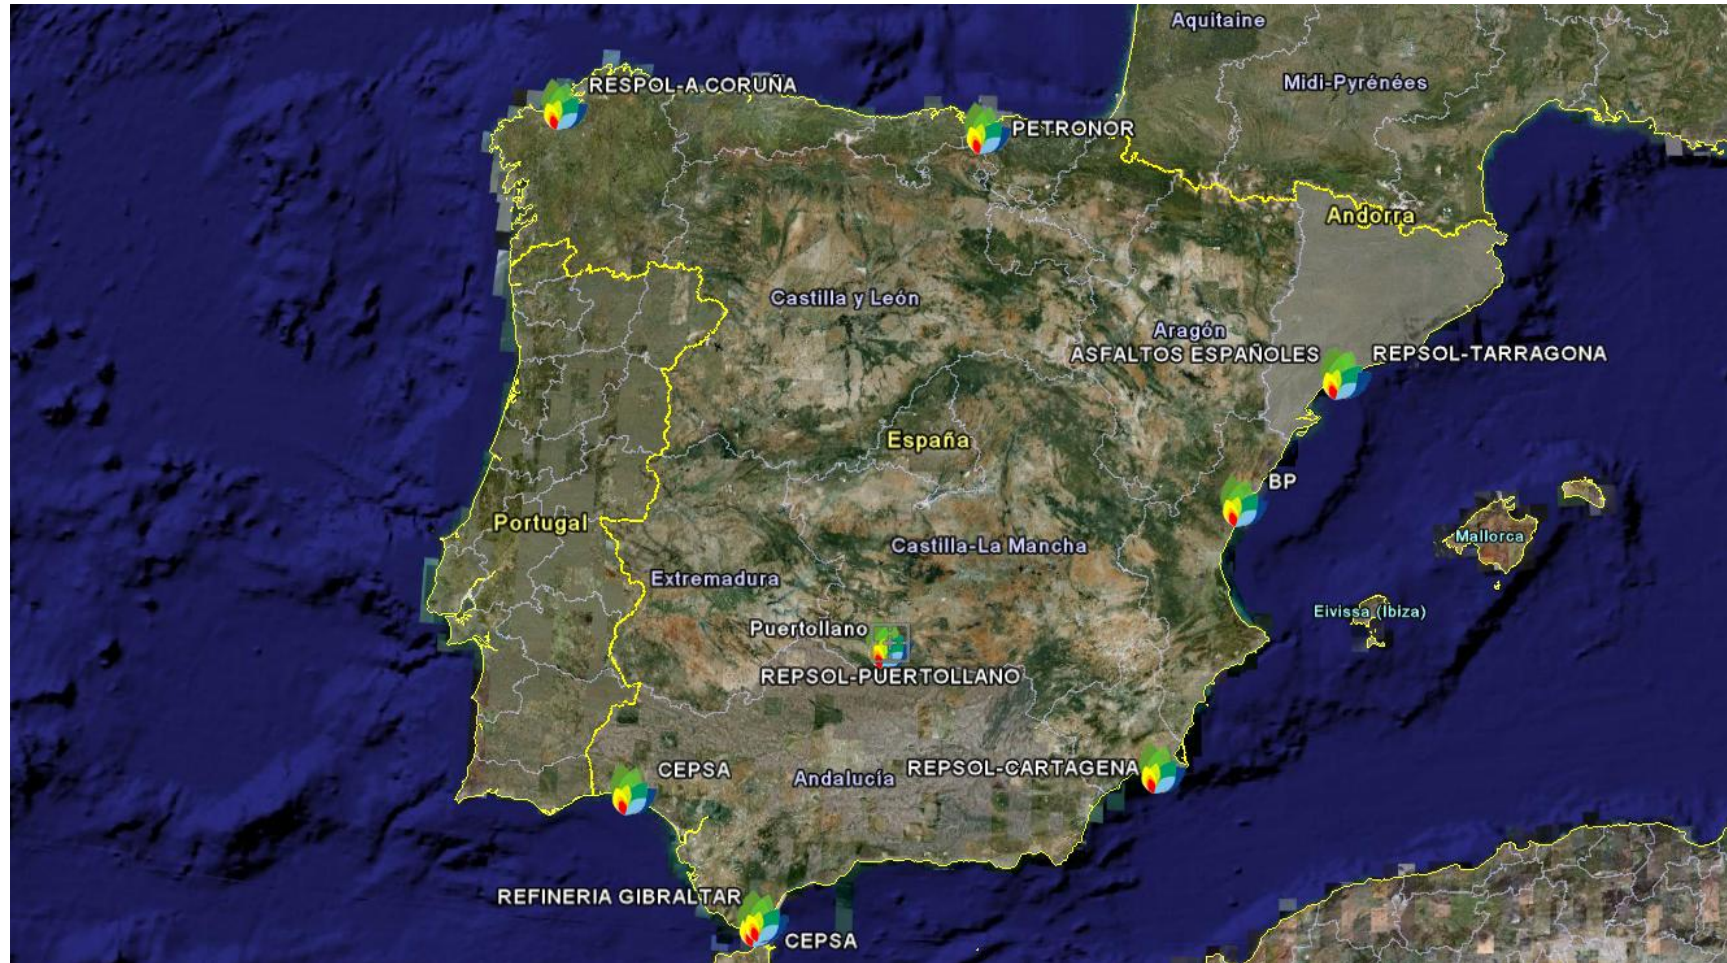 Aquitaine
Midi-Pyrénées
RESPOL-A.CORUÑA
PETRONOR
Andorra
Castilla y León
Aragón
ASFALTOS ESPAÑOLES
REPSOL-TARRAGONA
España
BP
Portugal
Mallorca
Castilla-La Mancha
Extremadura
Eivissa (Ibiza)
Puertollano
REPSOL-PUERTOLLANO
CEPSA
Andalucía
REPSOL-CARTAGENA
REFINERIA GIBRALTAR
CEPSA